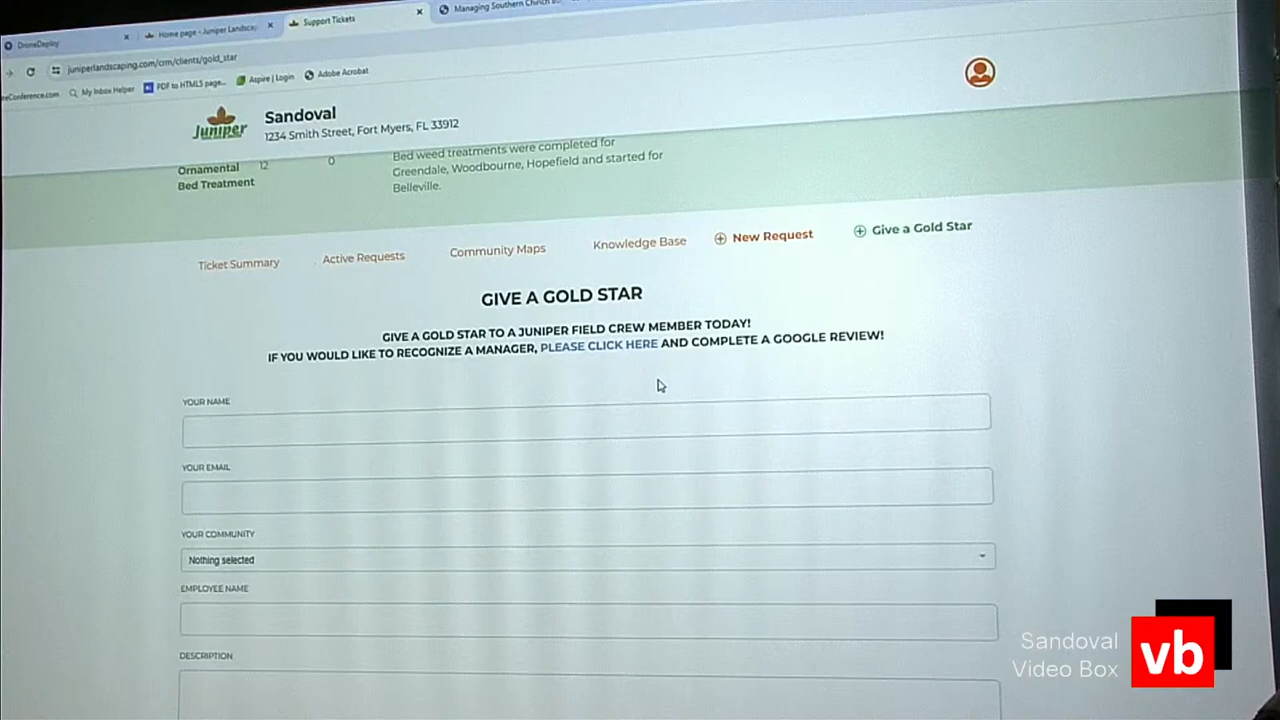 DroneDeploy
Home page - Juniper Landsca
Support Tickets
Managing Southern Chinch
juniperlandscaping.com/crm/clients/gold_star
eeConference.com
My Inbox Helper
PDF to HTML5 page...
Aspire | Login
Adobe Acrobat
Juniper
Sandoval
1234 Smith Street, Fort Myers, FL 33912
Ornamental
Bed Treatment
12
0
Bed weed treatments were completed for
Greendale, Woodbourne, Hopefield and started for
Belleville.
Ticket Summary
Active Requests
Community Maps
Knowledge Base
New Request
Give a Gold Star
GIVE A GOLD STAR
GIVE A GOLD STAR TO A JUNIPER FIELD CREW MEMBER TODAY!
IF YOU WOULD LIKE TO RECOGNIZE A MANAGER, PLEASE CLICK HERE AND COMPLETE A GOOGLE REVIEW!
YOUR NAME
YOUR EMAIL
YOUR COMMUNITY
Nothing selected
EMPLOYEE NAME
DESCRIPTION
Sandoval
Video Box
vb